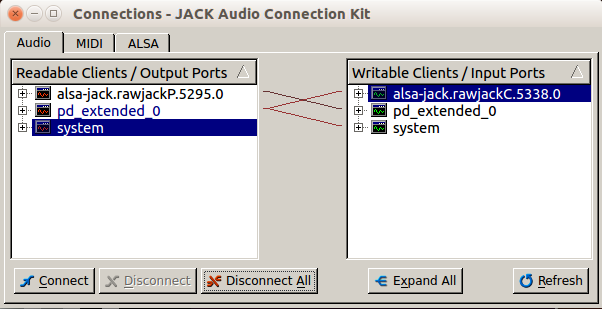 Connections - JACK Audio Connection Kit
Audio MIDI ALSA
Readable Clients / Output Ports Writable Clients / Input Ports
alsa-jack.rawjackP.5295.0 alsa-jack.rawjackC.5338.0
pd_extended_0 pd_extended_0
system system
Connect Disconnect Disconnect All Expand All Refresh